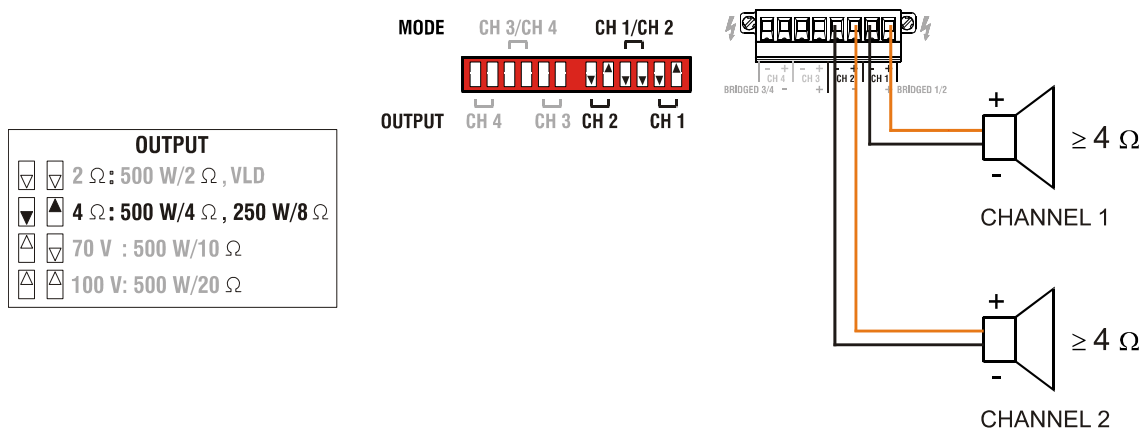 MODE CH 3/CH 4 CH 1/CH 2
OUTPUT CH 4 CH 3 CH 2 CH 1
OUTPUT
2 Ω: 500 W/2 Ω , VLD
4 Ω: 500 W/4 Ω , 250 W/8 Ω
70 V : 500 W/10 Ω
100 V: 500 W/20 Ω
- + - + - + - +
CH 4 CH 3 CH 2 CH 1
BRIDGED 3/4 - + - + BRIDGED 1/2
+
≥ 4 Ω
-
CHANNEL 1
+
≥ 4 Ω
-
CHANNEL 2